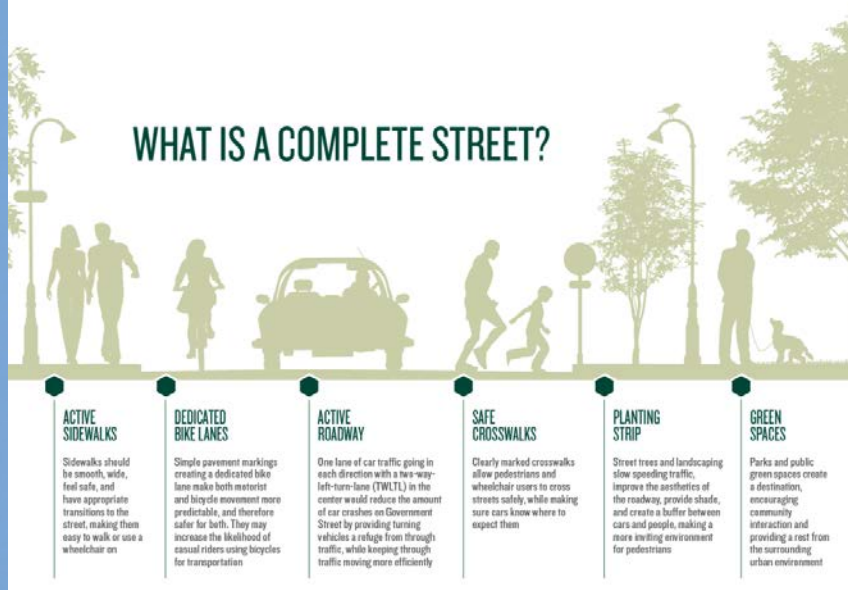 WHAT IS A COMPLETE STREET?
ACTIVE
SIDEWALKS
Sidewalks should
be smooth, wide,
feel safe, and
have appropriate
transitions to the
street, making them
easy to walk or use a
wheelchair on
DEDICATED
BIKE LANES
Simple pavement markings
creating a dedicated bike
lane make both motorist
and bicycle movement more
predictable, and therefore
safer for both. They may
increase the likelihood of
casual riders using bicycles
for transportation
ACTIVE
ROADWAY
One lane of car traffic going in
each direction with a two-way-
left-turn-lane (TWLTL) in the
center would reduce the amount
of car crashes on Government
Street by providing turning
vehicles a refuge from through
traffic, while keeping through
traffic moving more efficiently
SAFE
CROSSWALKS
Clearly marked crosswalks
allow pedestrians and
wheelchair users to cross
streets safely, while making
sure cars know where to
expect them
PLANTING
STRIP
Street trees and landscaping
slow speeding traffic,
improve the aesthetics of
the roadway, provide shade,
and create a buffer between
cars and people, making a
more inviting environment
for pedestrians
GREEN
SPACES
Parks and public
green spaces create
a destination,
encouraging
community
interaction and
providing a rest from
the surrounding
urban environment